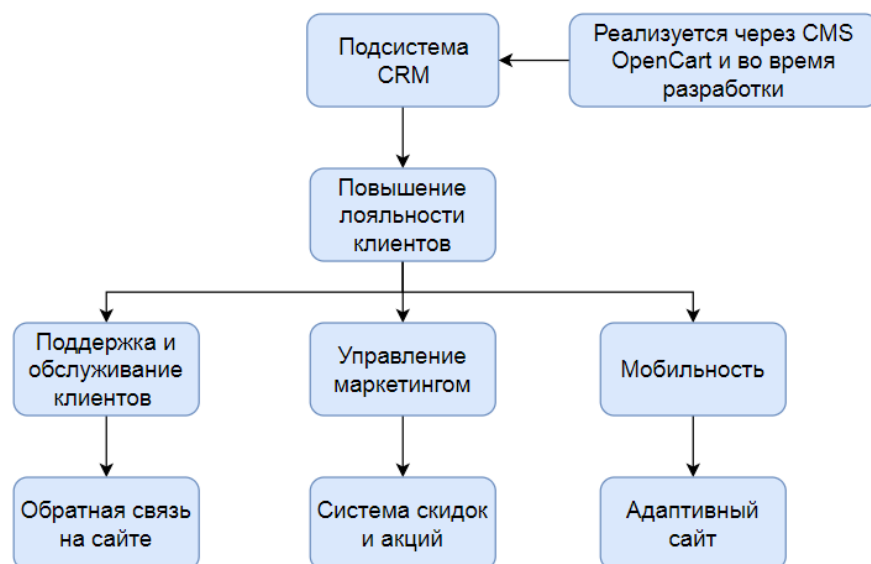 Подсистема
CRM
Реализуется через CMS
OpenCart и во время
разработки
Повышение
лояльности
клиентов
Поддержка и
обслуживание
клиентов
Управление
маркетингом
Мобильность
Обратная связь
на сайте
Система скидок
и акций
Адаптивный
сайт